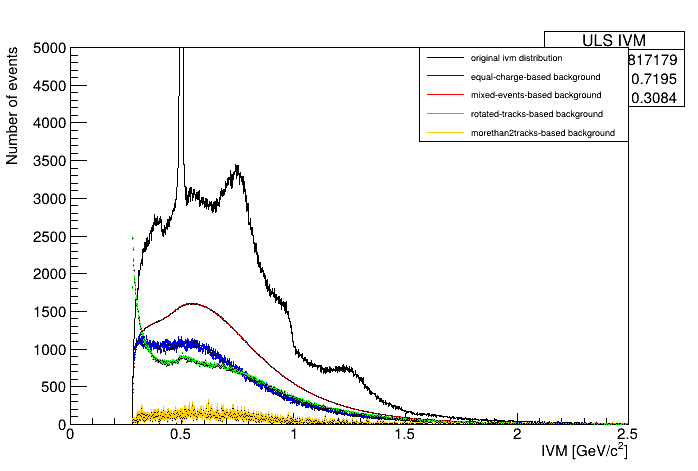 ULS IVM
817179
0.7195
0.3084
original ivm distribution
equal-charge-based background
mixed-events-based background
rotated-tracks-based background
morethan2tracks-based background
Number of events
5000
4500
4000
3500
3000
2500
2000
1500
1000
500
0
0 0.5 1 1.5 2 2.5
IVM [GeV/c²]